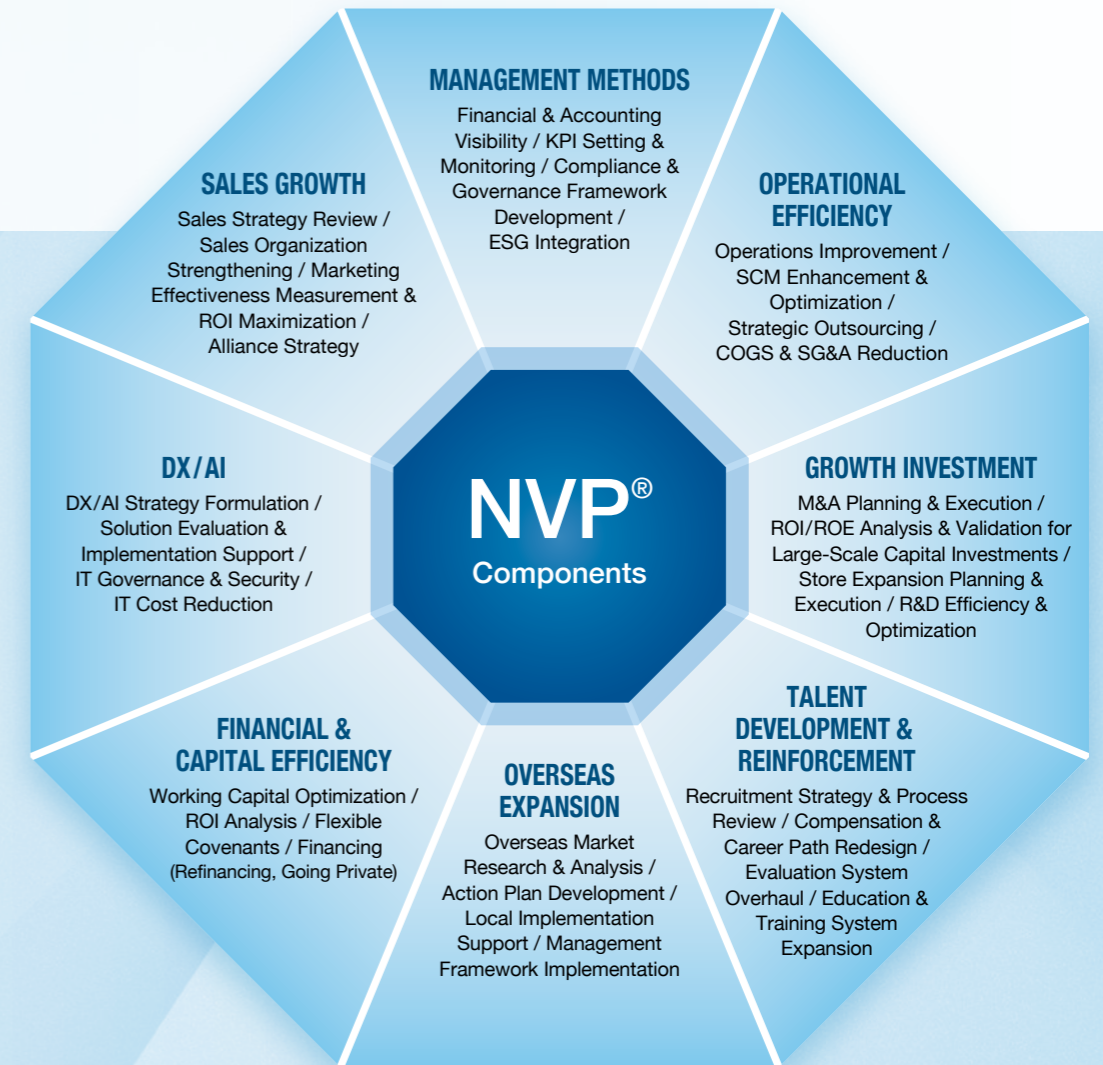 MANAGEMENT METHODS
Financial & Accounting
Visibility / KPI Setting &
Monitoring / Compliance &
Governance Framework
Development /
ESG Integration
OPERATIONAL
EFFICIENCY
Operations Improvement /
SCM Enhancement &
Optimization /
Strategic Outsourcing /
COGS & SG&A Reduction
GROWTH INVESTMENT
M&A Planning & Execution /
ROI/ROE Analysis & Validation for
Large-Scale Capital Investments /
Store Expansion Planning &
Execution / R&D Efficiency &
Optimization
TALENT
DEVELOPMENT &
REINFORCEMENT
Recruitment Strategy & Process
Review / Compensation &
Career Path Redesign /
Evaluation System
Overhaul / Education &
Training System
Expansion
OVERSEAS
EXPANSION
Overseas Market
Research & Analysis /
Action Plan Development /
Local Implementation
Support / Management
Framework Implementation
FINANCIAL &
CAPITAL EFFICIENCY
Working Capital Optimization /
ROI Analysis / Flexible
Covenants / Financing
(Refinancing, Going Private)
DX/AI
DX/AI Strategy Formulation /
Solution Evaluation &
Implementation Support /
IT Governance & Security /
IT Cost Reduction
SALES GROWTH
Sales Strategy Review /
Sales Organization
Strengthening / Marketing
Effectiveness Measurement &
ROI Maximization /
Alliance Strategy
NVP®
Components